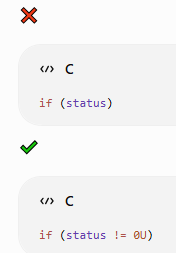 C
if (status)
C
if (status != 0U)